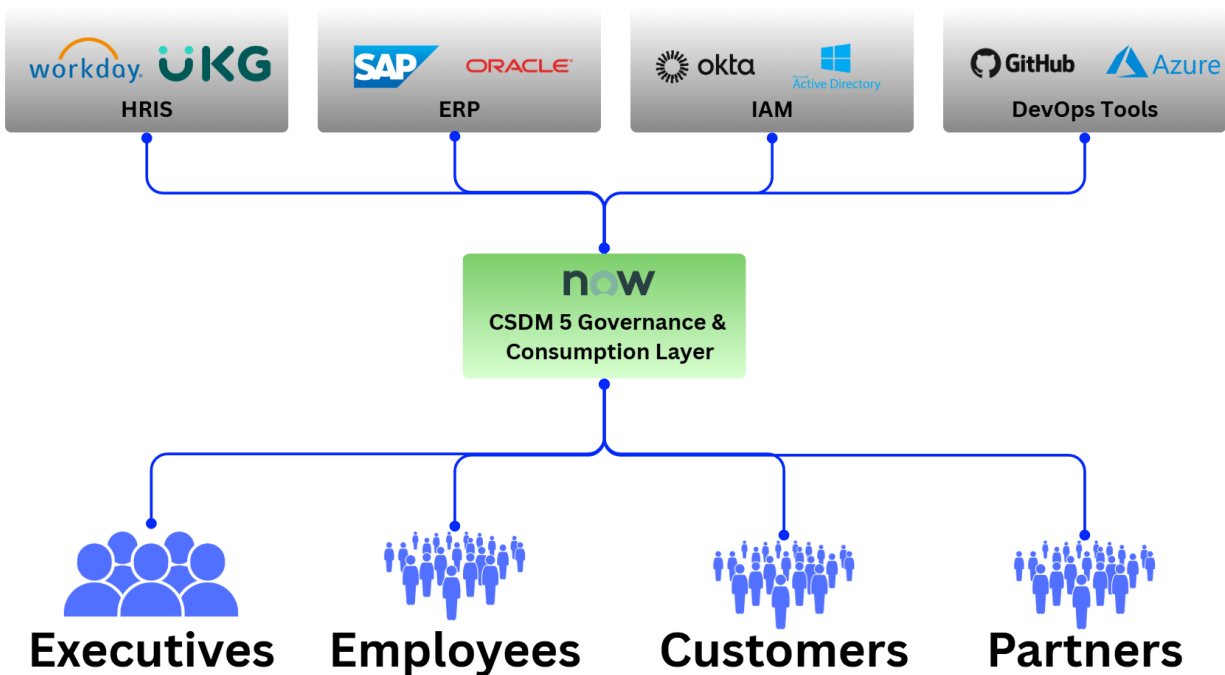 workday.
UKG
HRIS
SAP
ORACLE
ERP
okta
Microsoft
Active Directory
IAM
GitHub
Azure
DevOps Tools
now
CSDM 5 Governance &
Consumption Layer
Executives
Employees
Customers
Partners